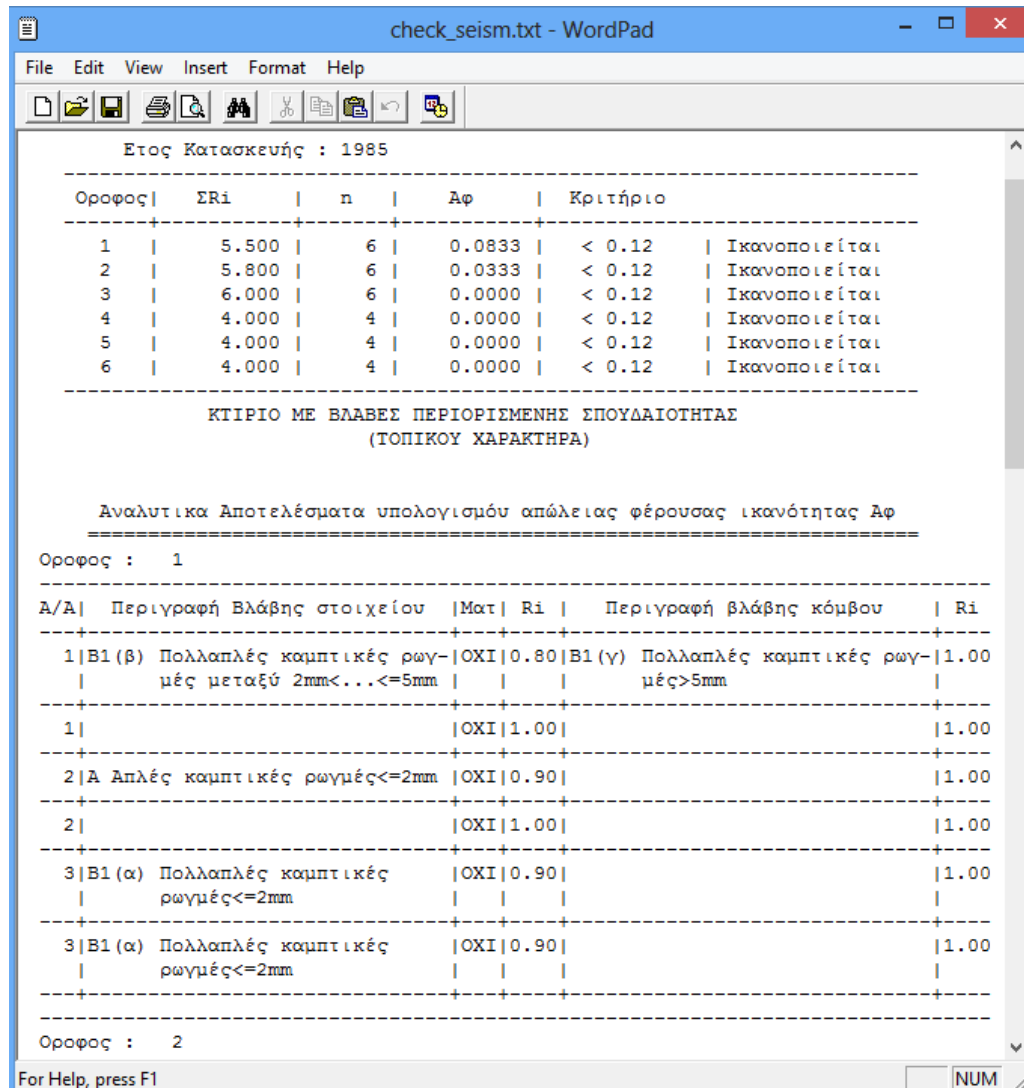 check_seism.txt - WordPad
File Edit View Insert Format Help
Ετος Κατασκευής : 1985
Οροφος| ΣRi | n | Αφ | Κριτήριο
1 | 5.500 | 6 | 0.0833 | < 0.12 | Ικανοποιείται
2 | 5.800 | 6 | 0.0333 | < 0.12 | Ικανοποιείται
3 | 6.000 | 6 | 0.0000 | < 0.12 | Ικανοποιείται
4 | 4.000 | 4 | 0.0000 | < 0.12 | Ικανοποιείται
5 | 4.000 | 4 | 0.0000 | < 0.12 | Ικανοποιείται
6 | 4.000 | 4 | 0.0000 | < 0.12 | Ικανοποιείται
ΚΤΙΡΙΟ ΜΕ ΒΛΑΒΕΣ ΠΕΡΙΟΡΙΣΜΕΝΗΣ ΣΠΟΥΔΑΙΟΤΗΤΑΣ
(ΤΟΠΙΚΟΥ ΧΑΡΑΚΤΗΡΑ)
Αναλυτικα Αποτελέσματα υπολογισμόυ απώλειας φέρουσας ικανότητας Αφ
Οροφος : 1
Α/Α| Περιγραφή Βλάβης στοιχείου |Ματ| Ri | Περιγραφή βλάβης κόμβου | Ri
1|Β1(β) Πολλαπλές καμπτικές ρωγ-|ΟΧΙ|0.80|Β1(γ) Πολλαπλές καμπτικές ρωγ-|1.00
| μές μεταξύ 2mm<...<=5mm | | | μές>5mm |
1| |ΟΧΙ|1.00| |1.00
2|Α Απλές καμπτικές ρωγμές<=2mm |ΟΧΙ|0.90| |1.00
2| |ΟΧΙ|1.00| |1.00
3|Β1(α) Πολλαπλές καμπτικές |ΟΧΙ|0.90| |1.00
| ρωγμές<=2mm | | | |
3|Β1(α) Πολλαπλές καμπτικές |ΟΧΙ|0.90| |1.00
| ρωγμές<=2mm | | | |
Οροφος : 2
For Help, press F1
NUM